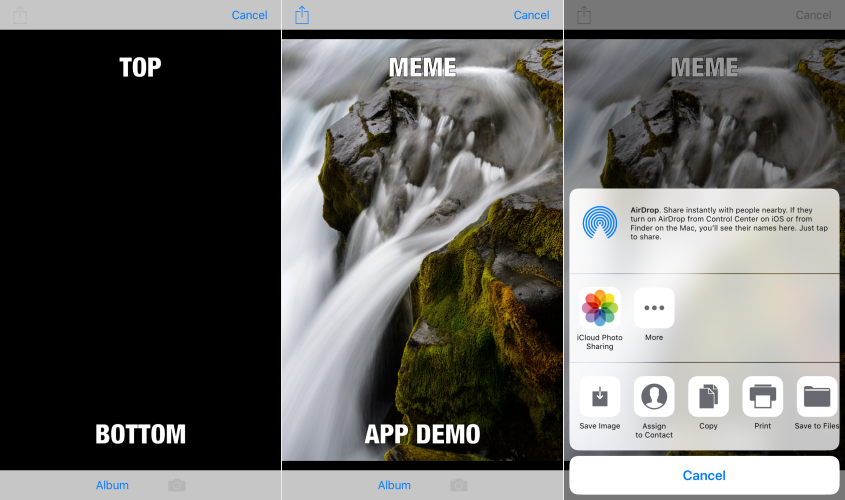 Cancel
TOP
BOTTOM
Album
Cancel
MEME
APP DEMO
Album
Cancel
MEME
AirDrop. Share instantly with people nearby. If they
turn on AirDrop from Control Center on iOS or from
Finder on the Mac, you'll see their names here. Just tap
to share.
iCloud Photo
Sharing
More
Save Image
Assign
to Contact
Copy
Print
Save to Files
Cancel